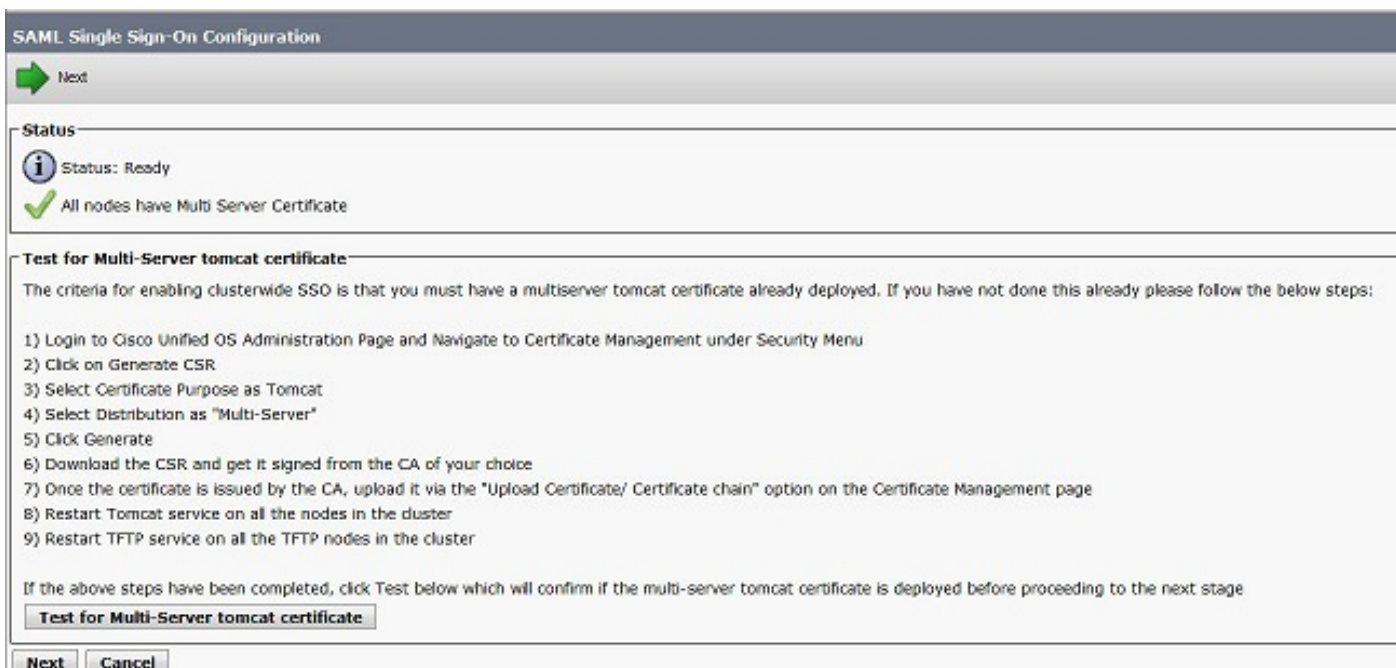 SAML Single Sign-On Configuration
Next
Status
Status: Ready
All nodes have Multi Server Certificate
Test for Multi-Server tomcat certificate
The criteria for enabling clusterwide SSO is that you must have a multiserver tomcat certificate already deployed. If you have not done this already please follow the below steps:
1) Login to Cisco Unified OS Administration Page and Navigate to Certificate Management under Security Menu
2) Click on Generate CSR
3) Select Certificate Purpose as Tomcat
4) Select Distribution as "Multi-Server"
5) Click Generate
6) Download the CSR and get it signed from the CA of your choice
7) Once the certificate is issued by the CA, upload it via the "Upload Certificate/ Certificate chain" option on the Certificate Management page
8) Restart Tomcat service on all the nodes in the cluster
9) Restart TFTP service on all the TFTP nodes in the cluster
If the above steps have been completed, click Test below which will confirm if the multi-server tomcat certificate is deployed before proceeding to the next stage
Test for Multi-Server tomcat certificate
Next Cancel